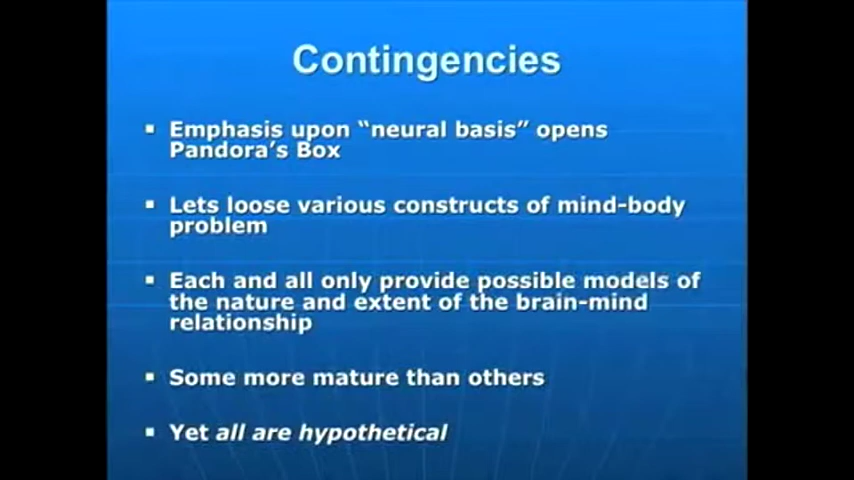 Contingencies
▪ Emphasis upon “neural basis” opens
Pandora’s Box
▪ Lets loose various constructs of mind-body
problem
▪ Each and all only provide possible models of
the nature and extent of the brain-mind
relationship
▪ Some more mature than others
▪ Yet all are hypothetical